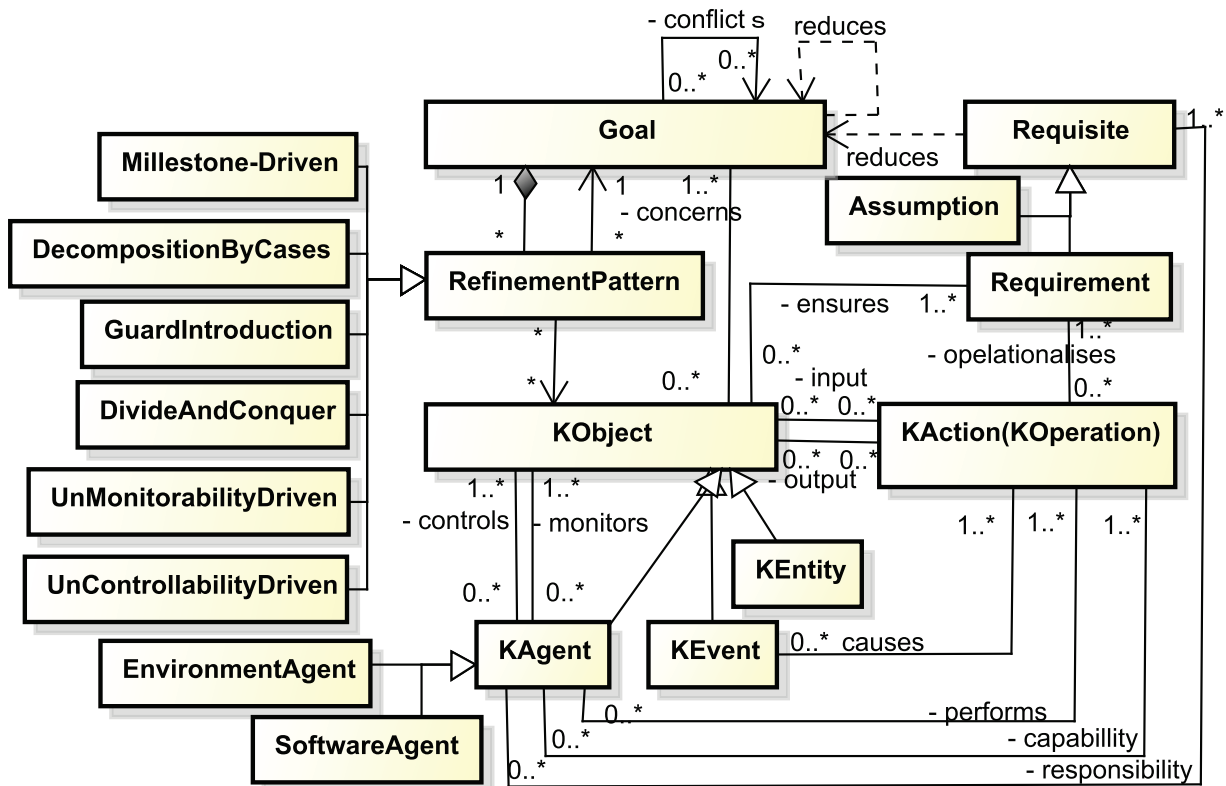 - conflict s
reduces
0..*
0..*
Goal
Requisite
1..*
reduces
Millestone-Driven
1
1
1..*
- concerns
Assumption
*
*
DecompositionByCases
RefinementPattern
Requirement
- ensures
1..*
GuardIntroduction
*
1..*
0..*
- opelationalises
*
0..*
- input
0..*
0..*
0..*
DivideAndConquer
KObject
KAction(KOperation)
0..*
0..*
- output
UnMonitorabilityDriven
1..*
1..*
- controls
- monitors
1..*
1..*
1..*
KEntity
UnControllabilityDriven
0..*
0..*
EnvironmentAgent
KAgent
KEvent
0..*
causes
0..*
- performs
SoftwareAgent
0..*
- capabillity
0..*
- responsibility